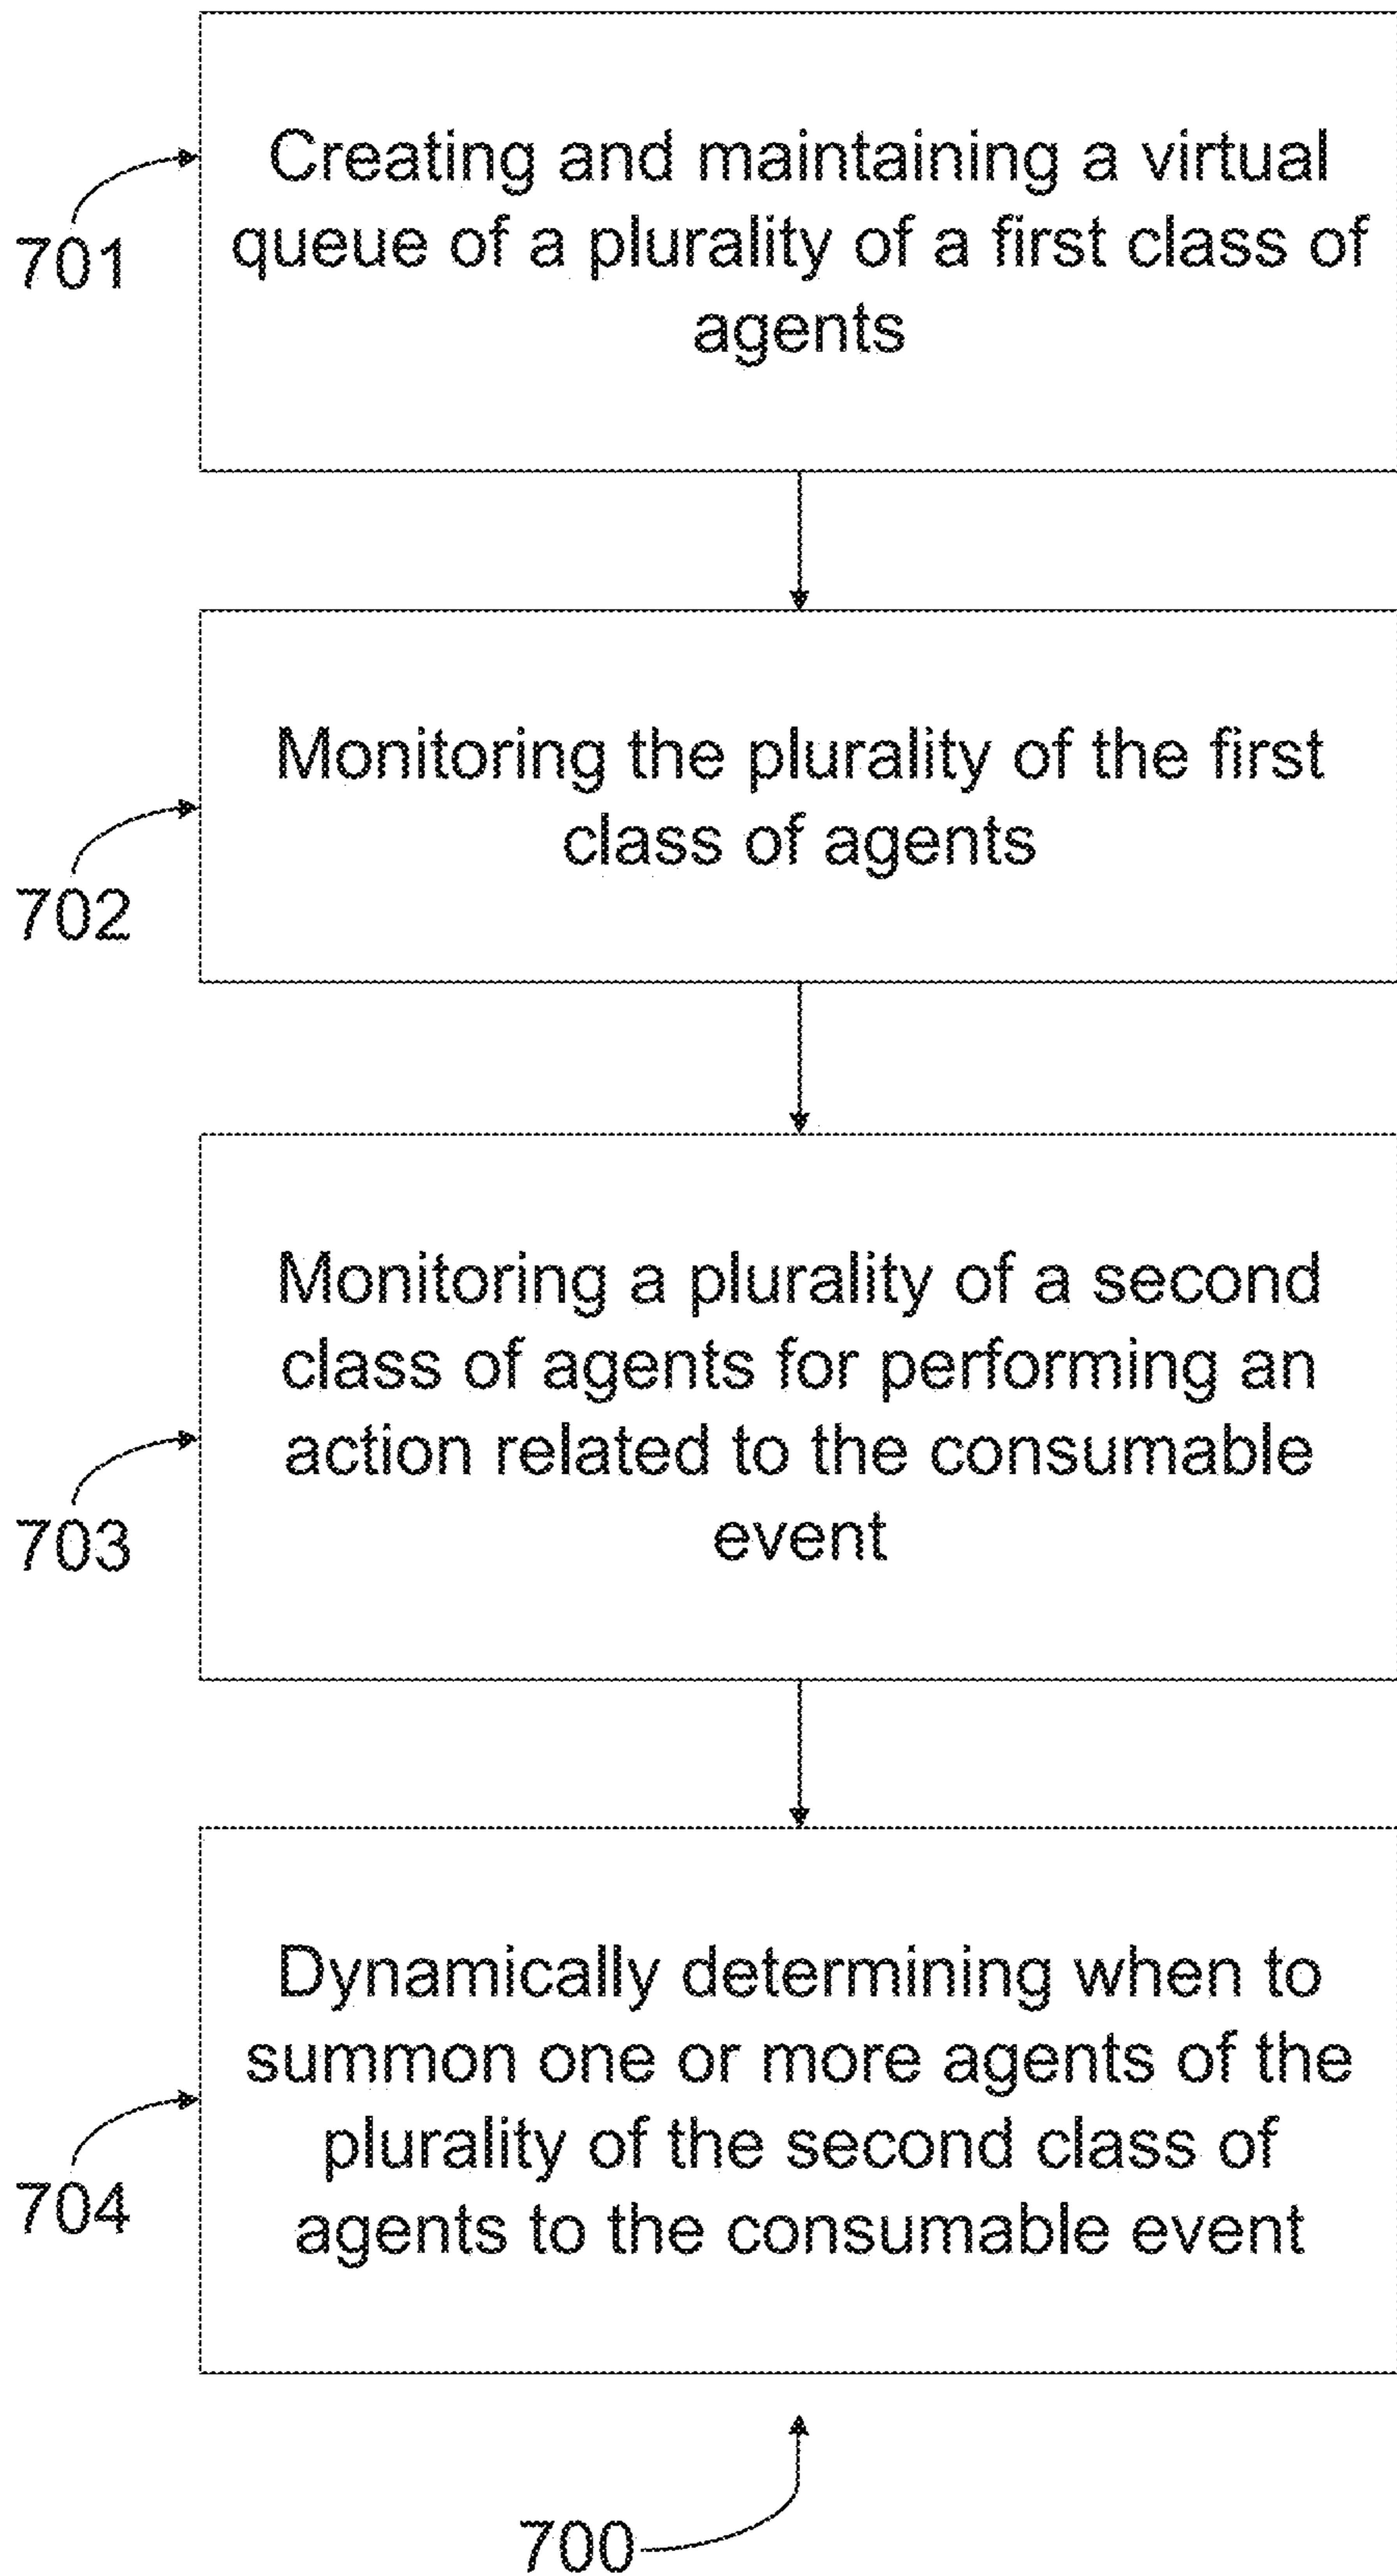 Creating and maintaining a virtual
queue of a plurality of a first class of
agents
701
Monitoring the plurality of the first
class of agents
702
Monitoring a plurality of a second
class of agents for performing an
action related to the consumable
event
703
Dynamically determining when to
summon one or more agents of the
plurality of the second class of
agents to the consumable event
704
700